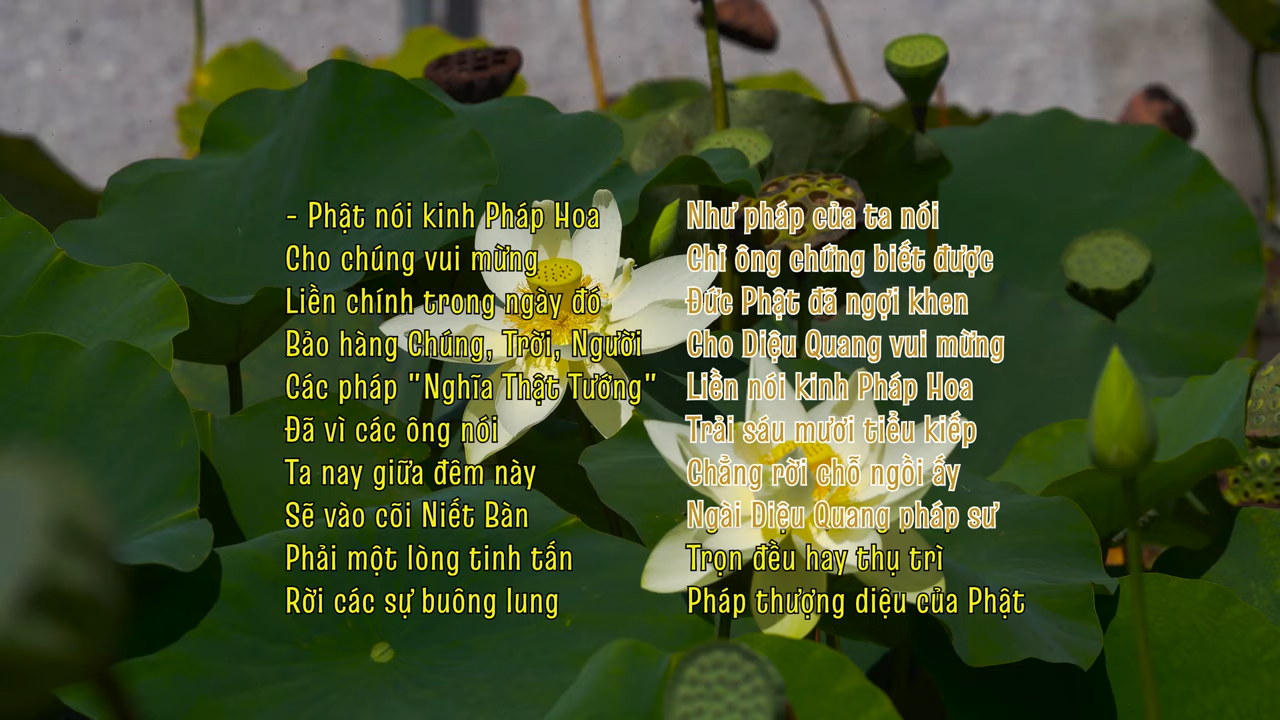 - Phật nói kinh Pháp Hoa
Cho chúng vui mừng
Liền chính trong ngày đó
Bảo hàng Chúng, Trời, Người
Các pháp "Nghĩa Thật Tướng"
Đã vì các ông nói
Ta nay giữa đêm này
Sẽ vào cõi Niết Bàn
Phải một lòng tinh tấn
Rời các sự buông lung
Như pháp của ta nói
Chỉ ông chứng biết được
Đức Phật đã ngợi khen
Cho Diệu Quang vui mừng
Liền nói kinh Pháp Hoa
Trải sáu mươi tiểu kiếp
Chẳng rời chỗ ngồi ấy
Ngài Diệu Quang pháp sư
Trọn đều hay thụ trì
Pháp thượng diệu của Phật